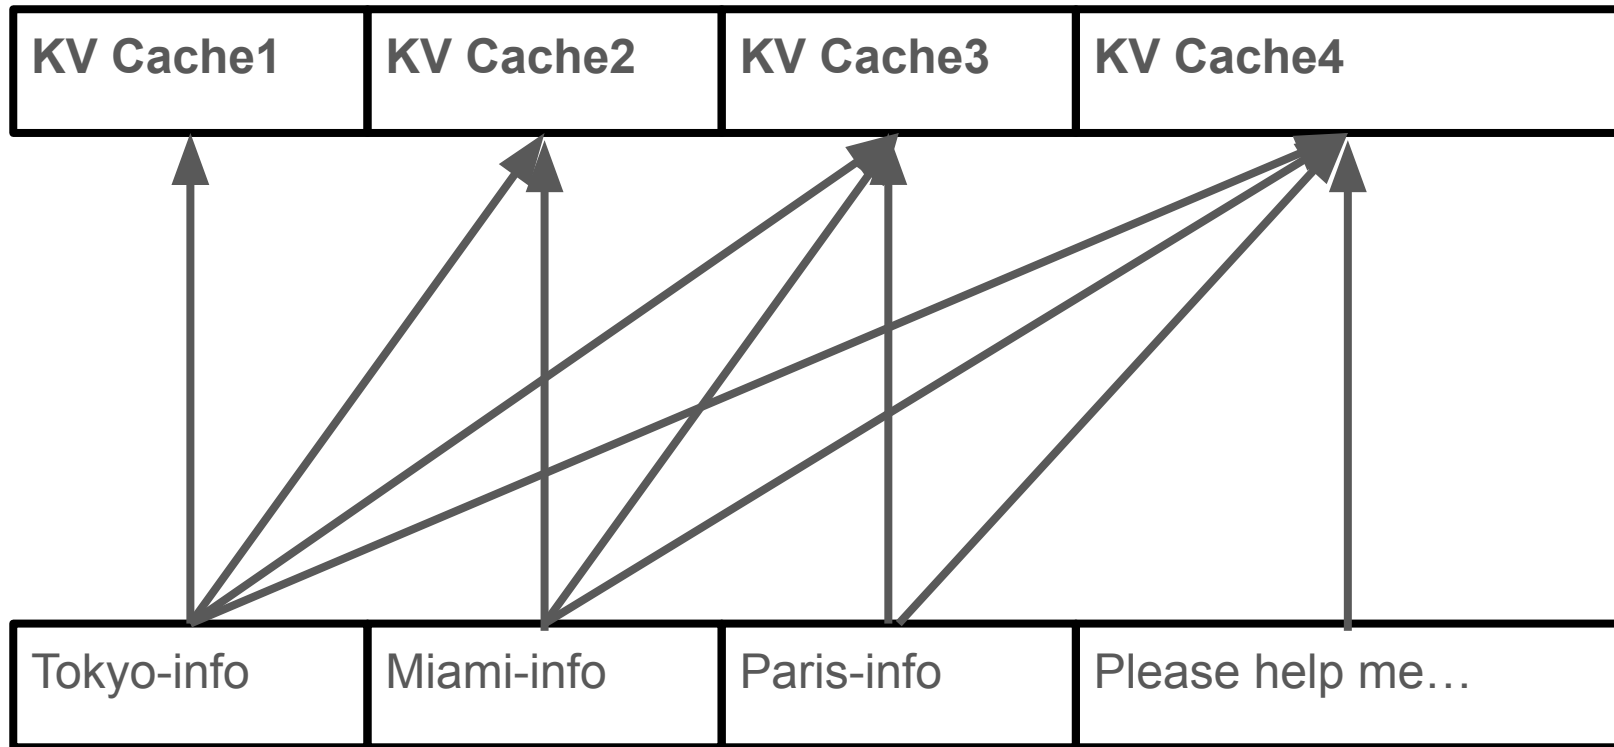 KV Cache1
KV Cache2
KV Cache3
KV Cache4
Tokyo-info
Miami-info
Paris-info
Please help me…